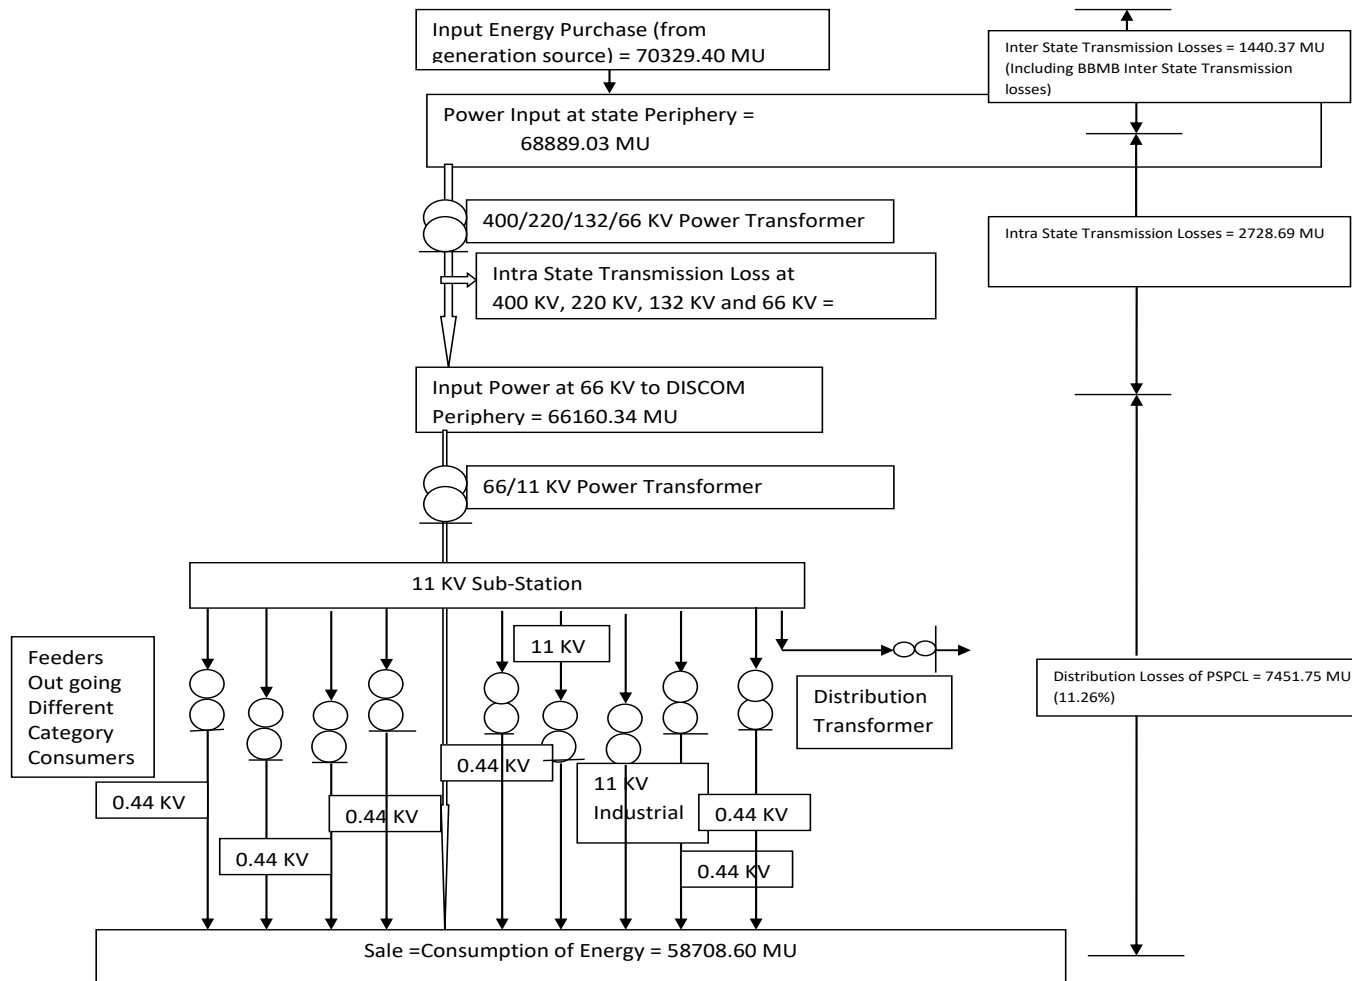 Input Energy Purchase (from
generation source) = 70329.40 MU
Inter State Transmission Losses = 1440.37 MU
(Including BBMB Inter State Transmission
losses)
Power Input at state Periphery =
68889.03 MU
400/220/132/66 KV Power Transformer
Intra State Transmission Losses = 2728.69 MU
Intra State Transmission Loss at
400 KV, 220 KV, 132 KV and 66 KV =
Input Power at 66 KV to DISCOM
Periphery = 66160.34 MU
66/11 KV Power Transformer
11 KV Sub-Station
Feeders
Out going
Different
Category
Consumers
11 KV
Distribution
Transformer
Distribution Losses of PSPCL = 7451.75 MU
(11.26%)
0.44 KV
0.44 KV
0.44 KV
0.44 KV
11 KV
Industrial
0.44 KV
0.44 KV
Sale =Consumption of Energy = 58708.60 MU